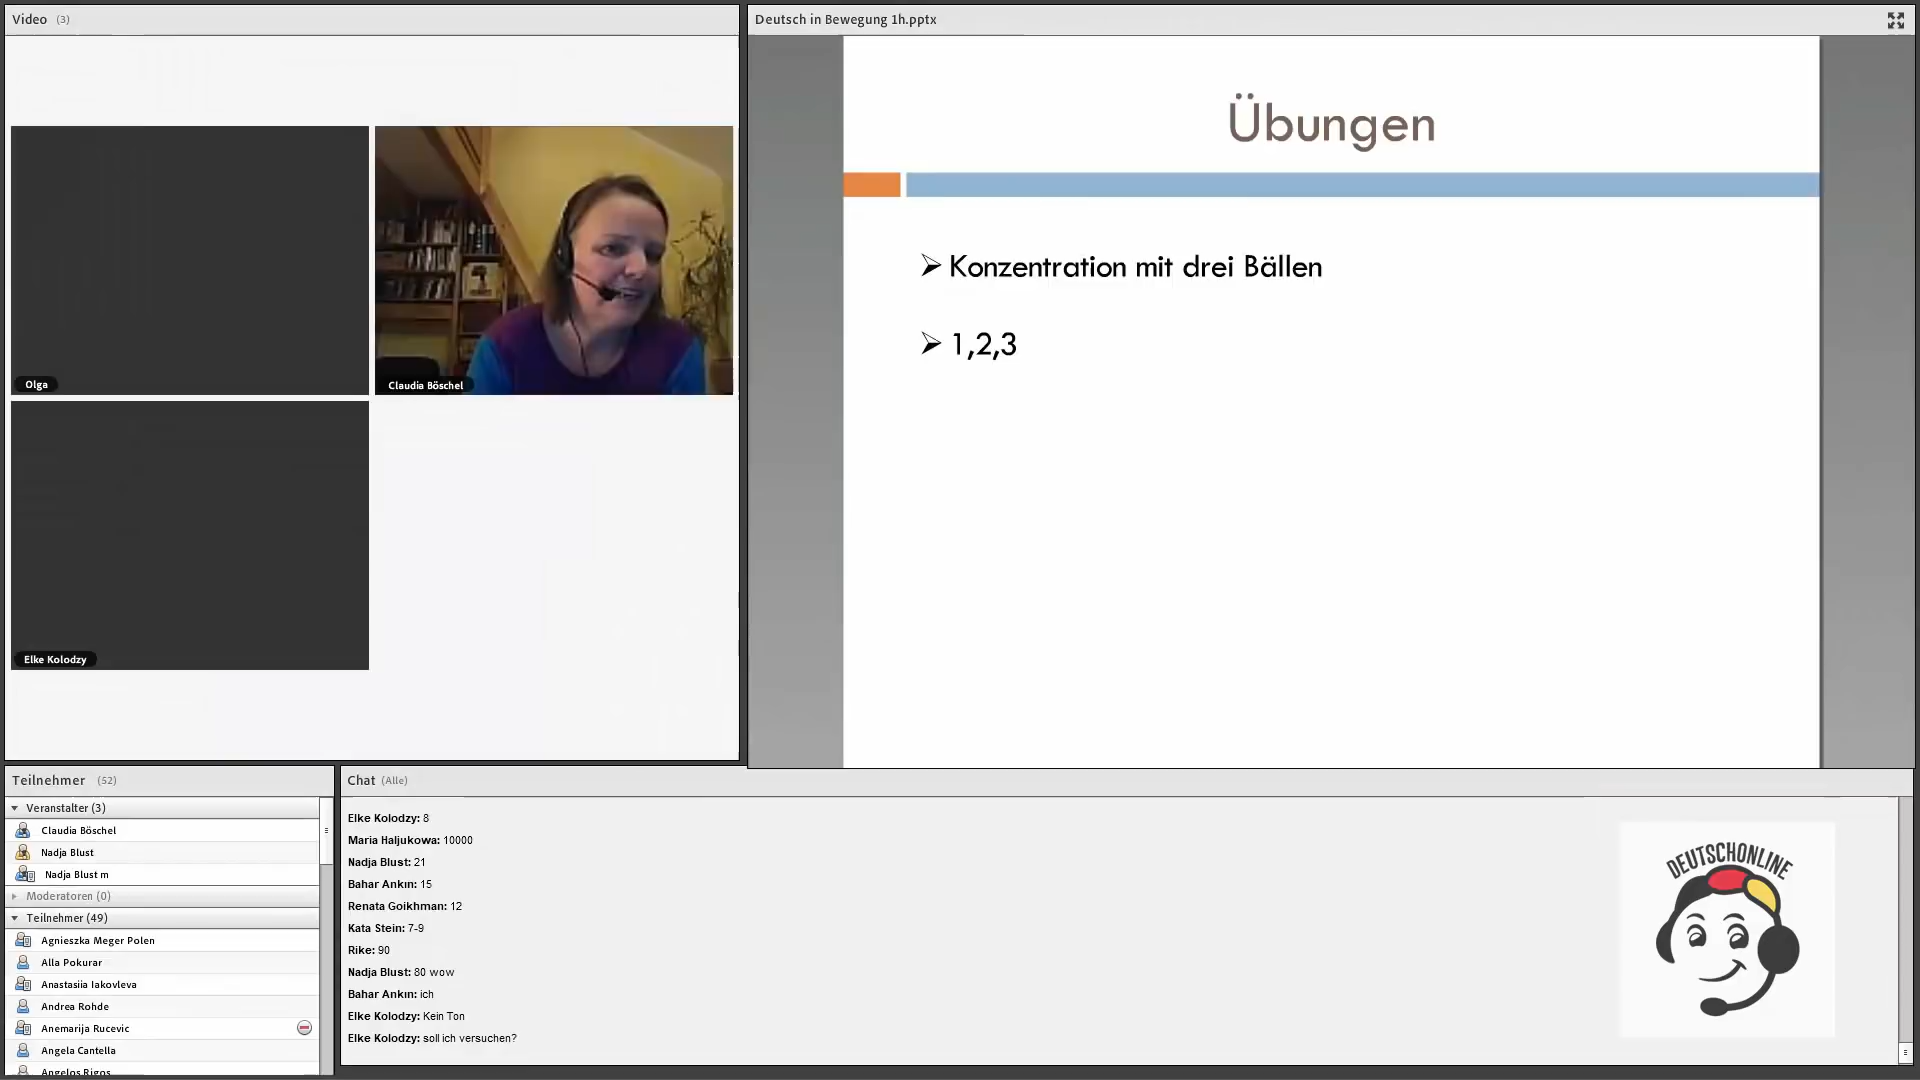 Video (3)
Olga
Claudia Böschel
Elke Kolodzy
Deutsch in Bewegung 1h.pptx
Übungen
Konzentration mit drei Bällen
1,2,3
Teilnehmer (52)
Veranstalter (3)
Claudia Böschel
Nadja Blust
Nadja Blust m
Moderatoren (0)
Teilnehmer (49)
Agnieszka Meger Polen
Alla Pokurar
Anastasiia Iakovleva
Andrea Rohde
Anemarija Rucevic
Angela Cantella
Angelos Rigos
Chat (Alle)
Elke Kolodzy: 8
Maria Haljukowa: 10000
Nadja Blust: 21
Bahar Ankın: 15
Renata Goikhman: 12
Kata Stein: 7-9
Rike: 90
Nadja Blust: 80 wow
Bahar Ankın: ich
Elke Kolodzy: Kein Ton
Elke Kolodzy: soll ich versuchen?
DEUTSCHONLINE